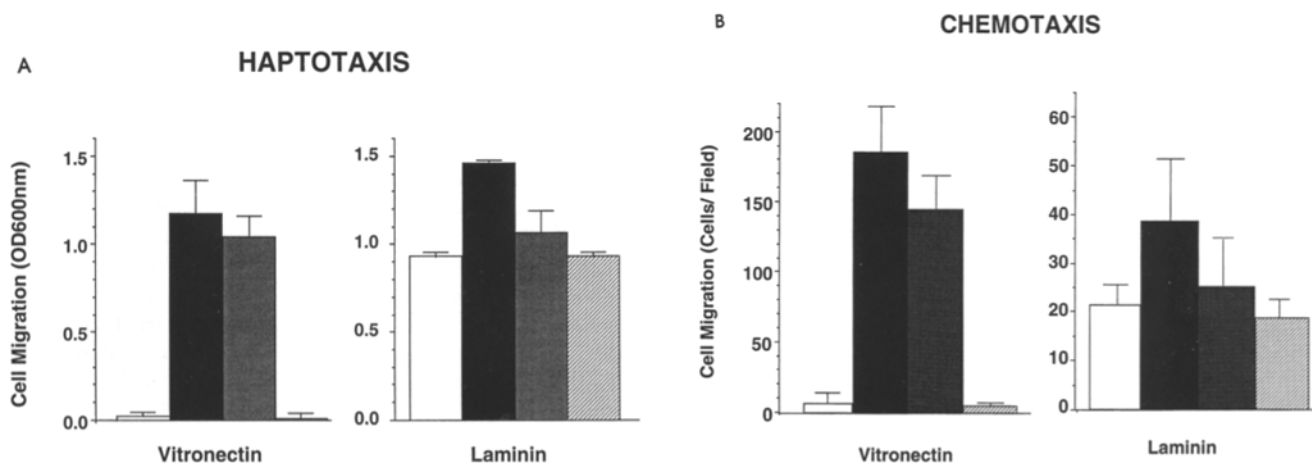 A
HAPTOTAXIS
Cell Migration (OD600nm)
1.5
1.0
0.5
0.0
Vitronectin
1.5
1.0
0.5
0.0
Laminin
B
CHEMOTAXIS
Cell Migration (Cells/ Field)
200
150
100
50
0
Vitronectin
60
50
40
30
20
10
0
Laminin